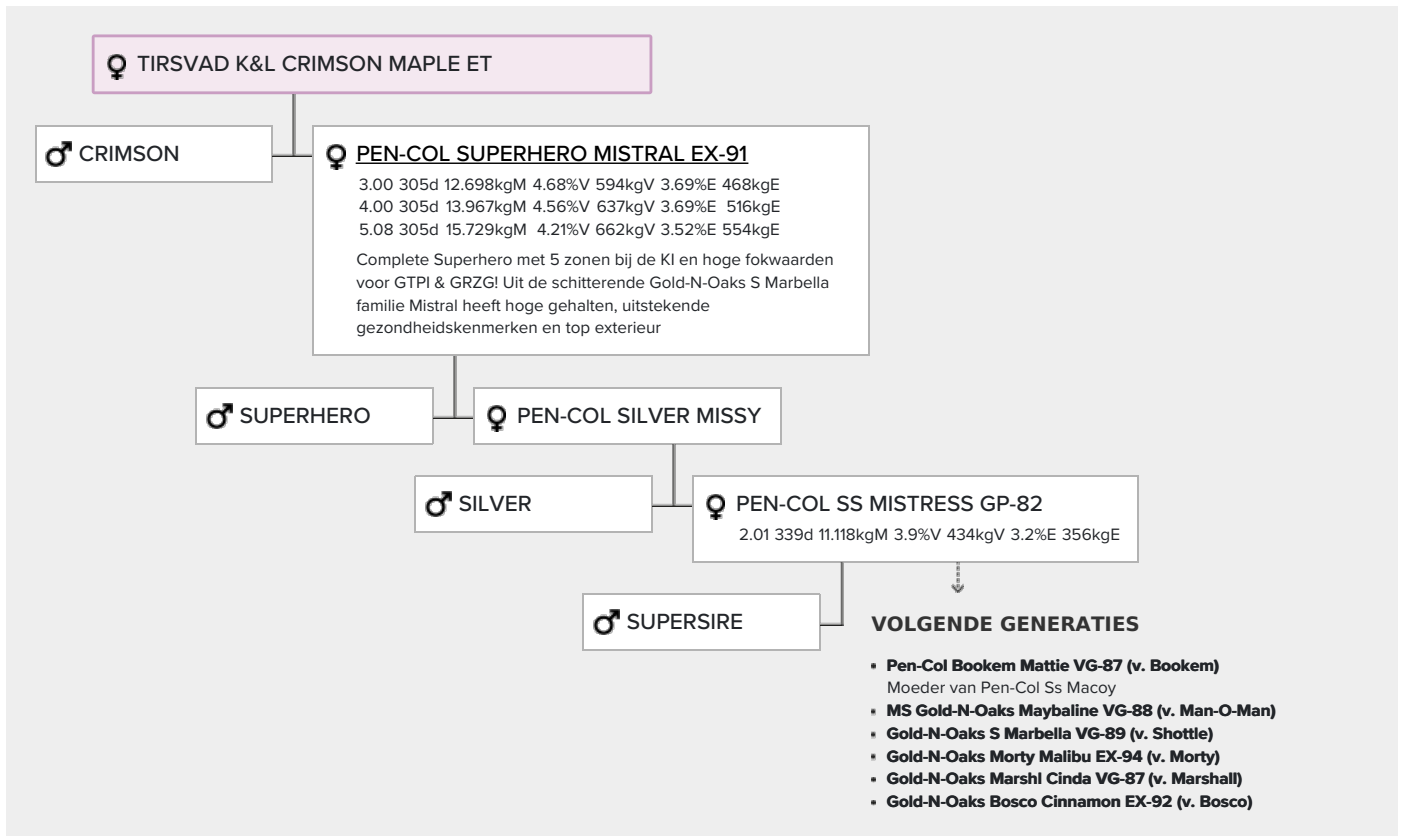 TIRSVAD K&L CRIMSON MAPLE ET
CRIMSON
PEN-COL SUPERHERO MISTRAL EX-91
3.00 305d 12.698kgM 4.68%V 594kgV 3.69%E 468kgE
4.00 305d 13.967kgM 4.56%V 637kgV 3.69%E 516kgE
5.08 305d 15.729kgM 4.21%V 662kgV 3.52%E 554kgE
Complete Superhero met 5 zonen bij de KI en hoge fokwaarden
voor GTPI & GRZG! Uit de schitterende Gold-N-Oaks S Marbella
familie Mistral heeft hoge gehalten, uitstekende
gezondheidskenmerken en top exterieur
SUPERHERO
PEN-COL SILVER MISSY
SILVER
PEN-COL SS MISTRESS GP-82
2.01 339d 11.118kgM 3.9%V 434kgV 3.2%E 356kgE
SUPERSIRE
VOLGENDE GENERATIES
Pen-Col Bookem Mattie VG-87 (v. Bookem)
Moeder van Pen-Col Ss Macoy
MS Gold-N-Oaks Maybaline VG-88 (v. Man-O-Man)
Gold-N-Oaks S Marbella VG-89 (v. Shottle)
Gold-N-Oaks Morty Malibu EX-94 (v. Morty)
Gold-N-Oaks Marshl Cinda VG-87 (v. Marshall)
Gold-N-Oaks Bosco Cinnamon EX-92 (v. Bosco)